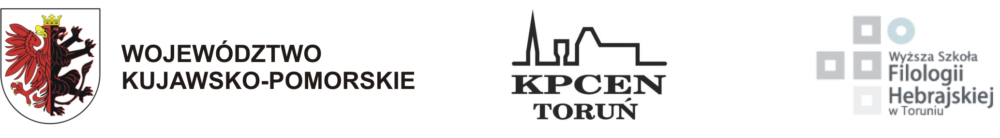 WOJEWÓDZTWO
KUJAWSKO-POMORSKIE
KPCEN
TORUŃ
Wyższa Szkoła
Filologii
Hebrajskiej
w Toruniu